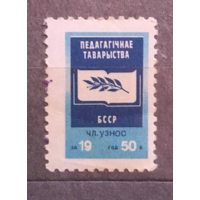 ПЕДАГАГІЧНАЕ
ТАВАРЫСТВА
БССР
ЧЛ. УЗНОС
за 19 год 50 к